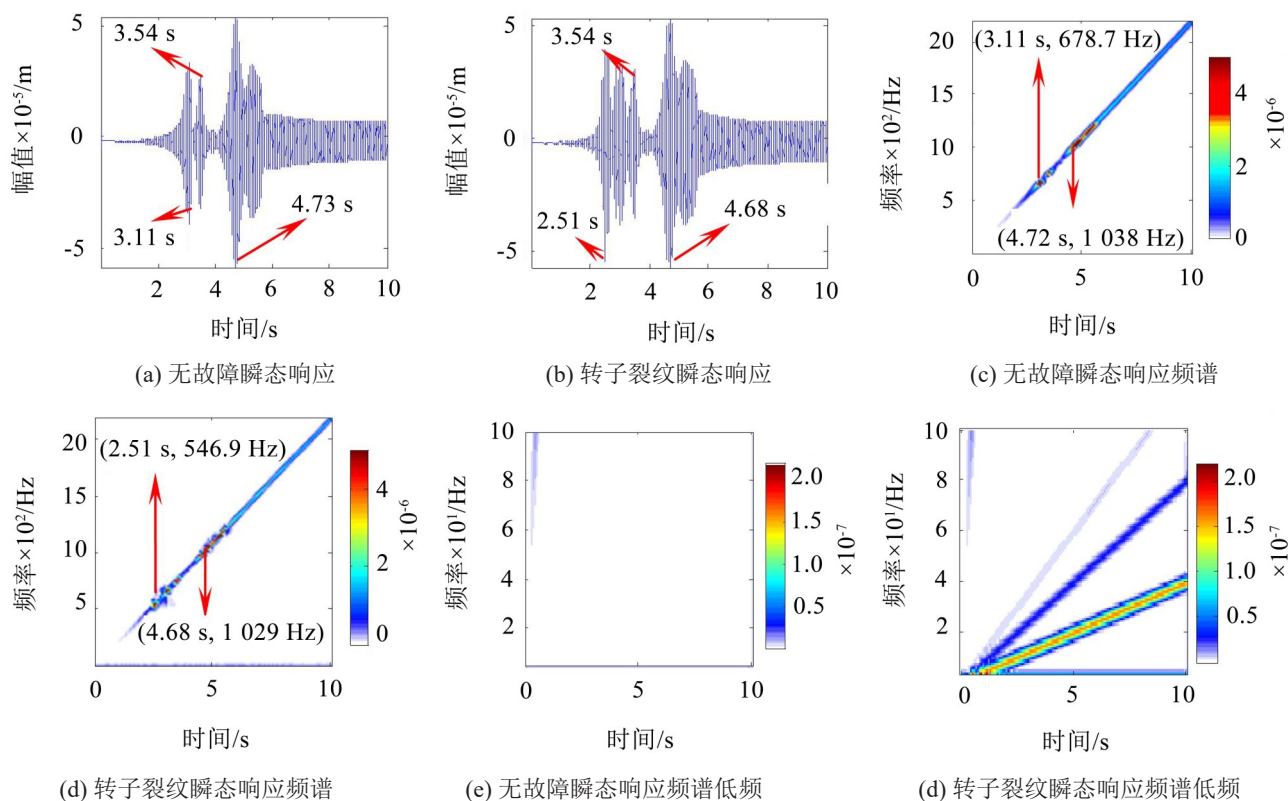 5
0
-5
幅值×10⁻⁵/m
3.54 s
3.11 s
4.73 s
2 4 6 8 10
时间/s
(a) 无故障瞬态响应
5
0
-5
幅值×10⁻⁵/m
3.54 s
2.51 s
4.68 s
2 4 6 8 10
时间/s
(b) 转子裂纹瞬态响应
20
15
10
5
频率×10²/Hz
(3.11 s, 678.7 Hz)
(4.72 s, 1 038 Hz)
0 5 10
时间/s
4
2
0
×10⁻⁶
(c) 无故障瞬态响应频谱
20
15
10
5
频率×10²/Hz
(2.51 s, 546.9 Hz)
(4.68 s, 1 029 Hz)
0 5 10
时间/s
4
2
0
×10⁻⁶
(d) 转子裂纹瞬态响应频谱
10
8
6
4
2
频率×10¹/Hz
0 5 10
时间/s
2.0
1.5
1.0
0.5
×10⁻⁷
(e) 无故障瞬态响应频谱低频
10
8
6
4
2
频率×10¹/Hz
0 5 10
时间/s
2.0
1.5
1.0
0.5
×10⁻⁷
(d) 转子裂纹瞬态响应频谱低频